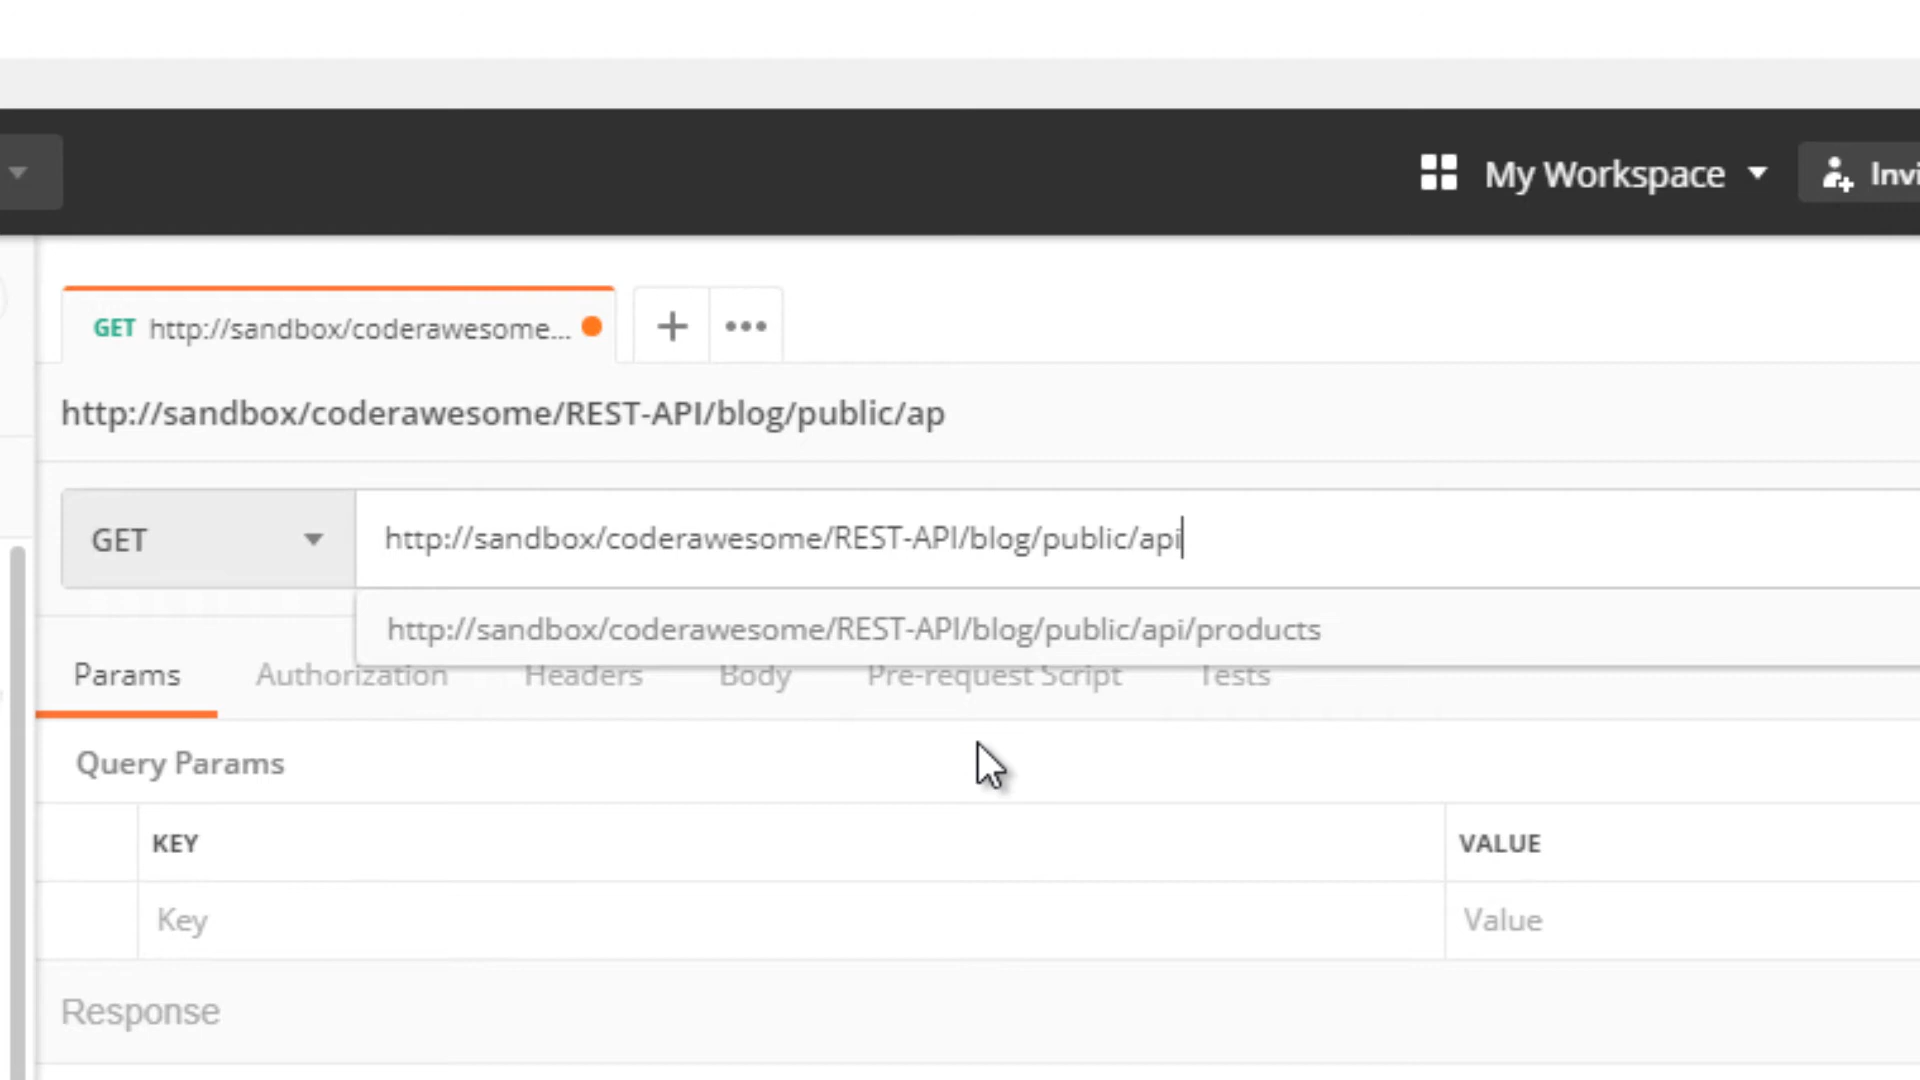 My Workspace
Invi
GET http://sandbox/coderawesome...
http://sandbox/coderawesome/REST-API/blog/public/ap
GET http://sandbox/coderawesome/REST-API/blog/public/api
http://sandbox/coderawesome/REST-API/blog/public/api/products
Params Authorization Headers Body Pre-request Script Tests
Query Params
KEY VALUE
Key Value
Response